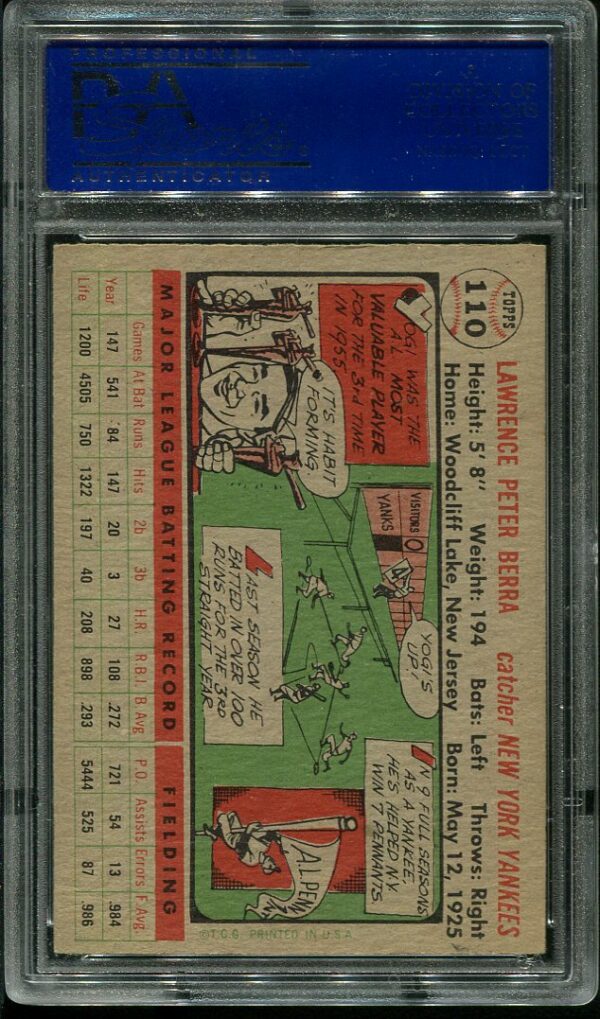 PROFESSIONAL
PSA
AUTHENTICATOR
A DIVISION OF
COLLECTORS
UNIVERSE
TOPPS
110
LAWRENCE PETER BERRA catcher NEW YORK YANKEES
Height: 5' 8" Weight: 194 Bats: Left Throws: Right
Home: Woodcliff Lake, New Jersey Born: May 12, 1925
YOGI WAS THE
AL MOST
VALUABLE PLAYER
FOR THE 3rd TIME
IN 1955
IT'S HABIT
FORMING
VISITORS 0
YANKS
YOGI'S
UP!
LAST SEASON HE
BATTED IN OVER 100
RUNS FOR THE 3RD
STRAIGHT YEAR
IN 9 FULL SEASONS
AS A YANKEE,
HE'S HELPED N.Y.
WIN 7 PENNANTS
A.L. PENN
MAJOR LEAGUE BATTING RECORD FIELDING
Games At Bat Runs Hits 2b 3b H.R. R.B.I. B. Avg. P.O. Assists Errors F. Avg.
Year 147 541 84 147 20 3 27 108 .272 721 54 13 .984
Life 1200 4505 750 1322 197 40 208 898 .293 5444 525 87 .986
©T.C.G. PRINTED IN U.S.A.